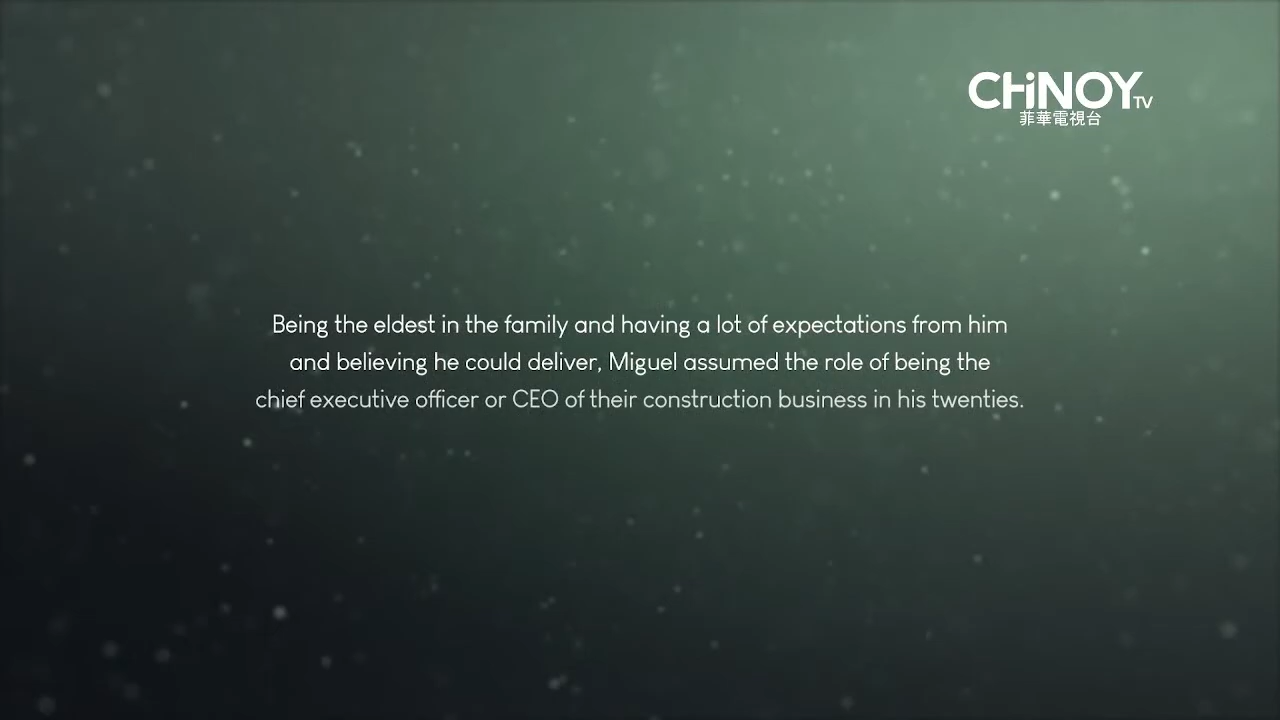 CHiNOY TV
菲華電視台
Being the eldest in the family and having a lot of expectations from him
and believing he could deliver, Miguel assumed the role of being the
chief executive officer or CEO of their construction business in his twenties.